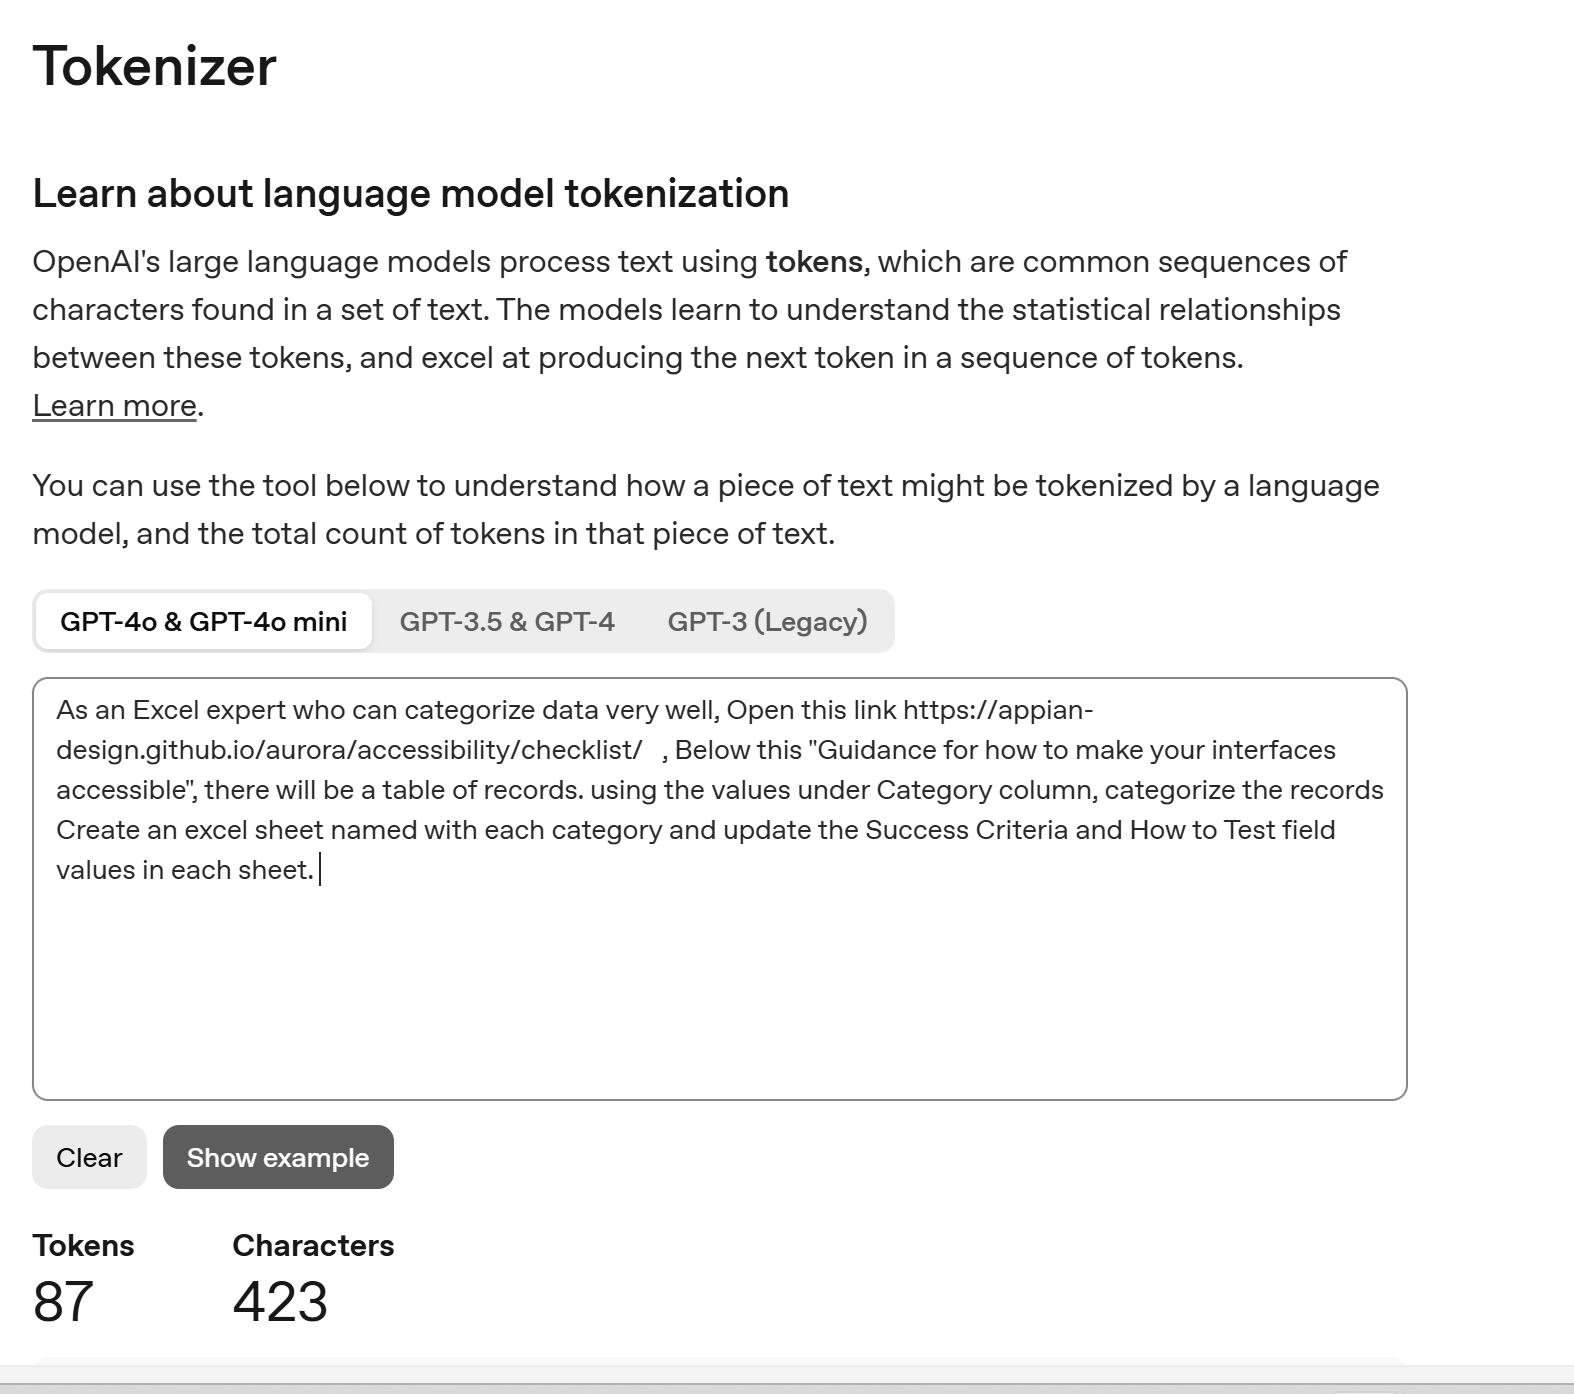 Tokenizer
Learn about language model tokenization
OpenAI's large language models process text using tokens, which are common sequences of
characters found in a set of text. The models learn to understand the statistical relationships
between these tokens, and excel at producing the next token in a sequence of tokens.
Learn more.
You can use the tool below to understand how a piece of text might be tokenized by a language
model, and the total count of tokens in that piece of text.
GPT-4o & GPT-4o mini GPT-3.5 & GPT-4 GPT-3 (Legacy)
As an Excel expert who can categorize data very well, Open this link https://appian-
design.github.io/aurora/accessibility/checklist/   , Below this "Guidance for how to make your interfaces
accessible", there will be a table of records. using the values under Category column, categorize the records
Create an excel sheet named with each category and update the Success Criteria and How to Test field
values in each sheet.
Clear Show example
Tokens Characters
87 423